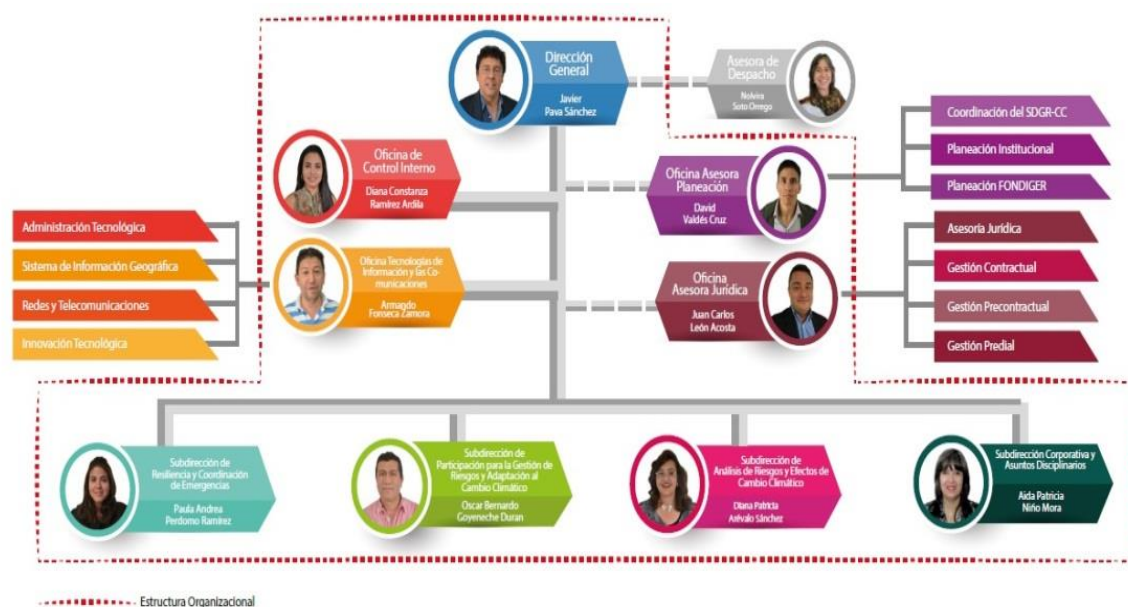 Dirección
General
Javier
Pava Sánchez
Asesora de
Despacho
Nolvira
Soto Orrego
Oficina de
Control Interno
Diana Constanza
Ramírez Ardila
Oficina Asesora
Planeación
David
Valdés Cruz
Coordinación del SDGR-CC
Planeación Institucional
Planeación FONDIGER
Administración Tecnológica
Sistema de Información Geográfica
Redes y Telecomunicaciones
Innovación Tecnológica
Oficina Tecnologías de
Información y las Co-
municaciones
Armando
Fonseca Zamora
Oficina
Asesora Jurídica
Juan Carlos
León Acosta
Asesoría Jurídica
Gestión Contractual
Gestión Precontractual
Gestión Predial
Subdirección de
Resiliencia y Coordinación
de Emergencias
Paula Andrea
Perdomo Ramírez
Subdirección de
Participación para la Gestión de
Riesgos y Adaptación al
Cambio Climático
Oscar Bernardo
Goyeneche Duran
Subdirección de
Análisis de Riesgos y Efectos de
Cambio Climático
Diana Patricia
Arévalo Sánchez
Subdirección Corporativa y
Asuntos Disciplinarios
Aida Patricia
Niño Mora
Estructura Organizacional